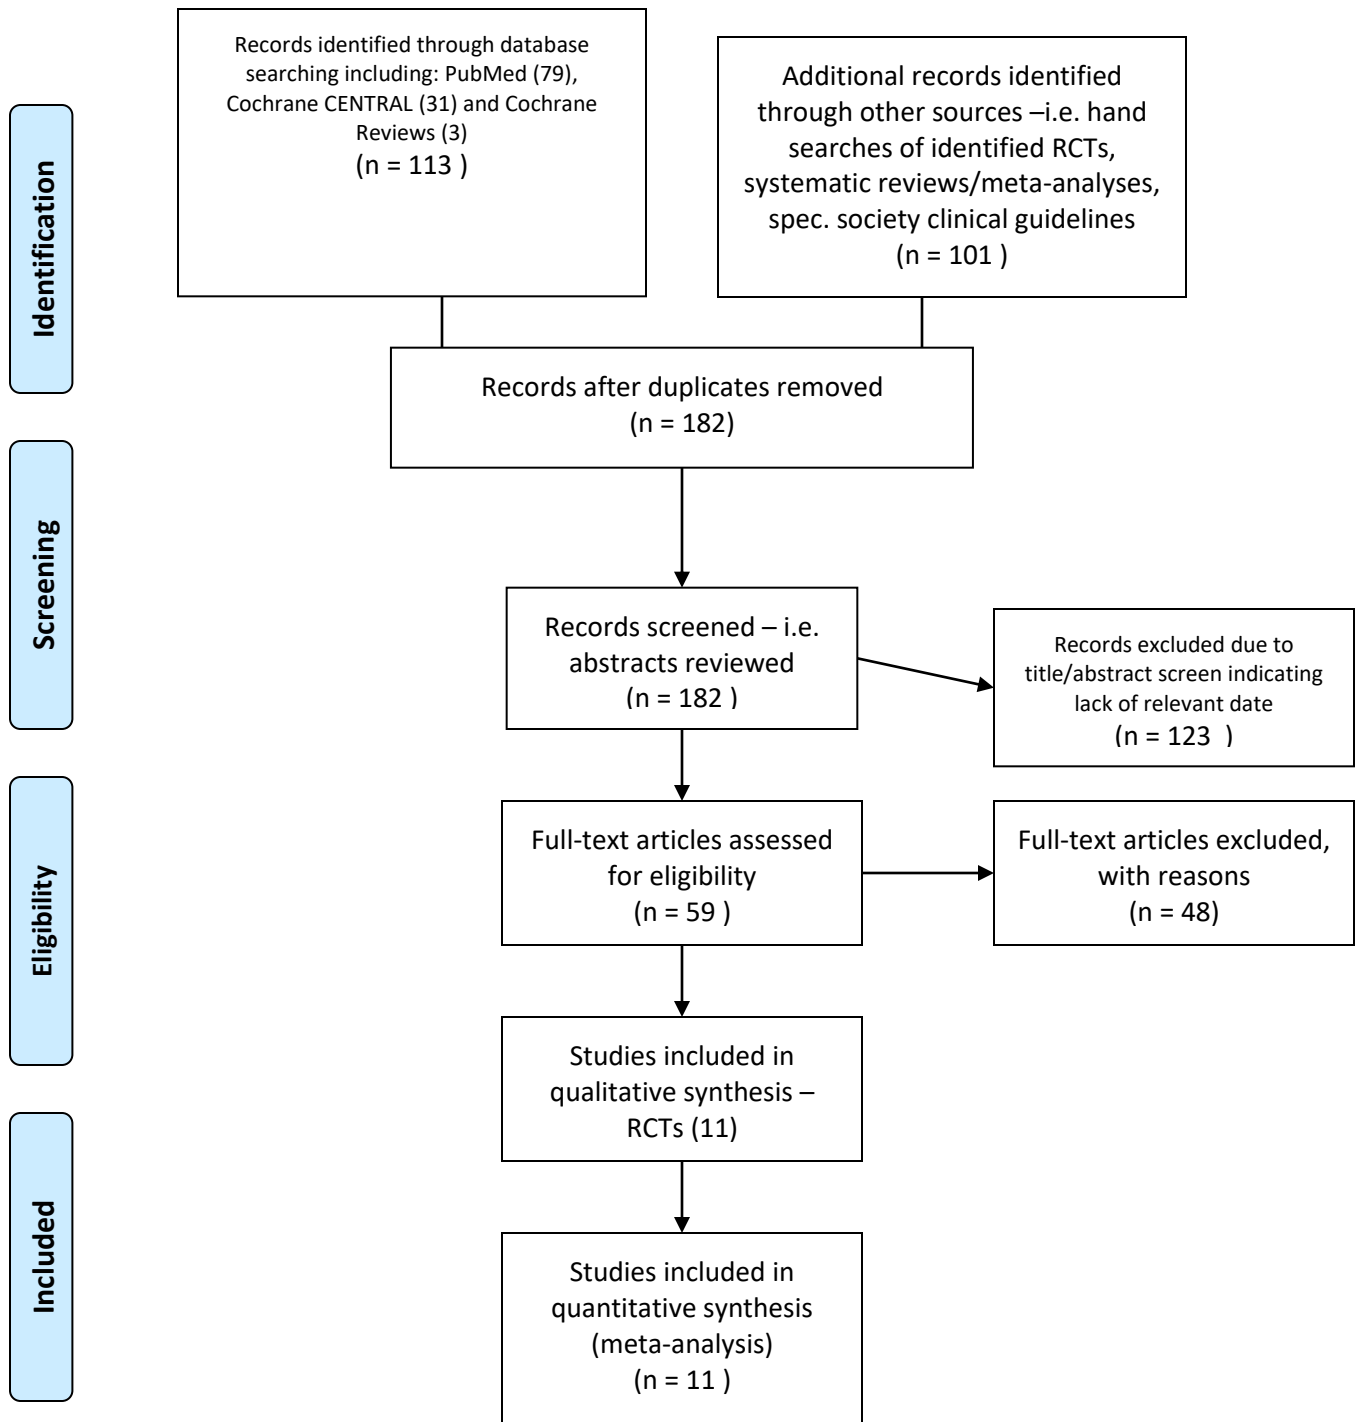 Identification
Records identified through database
searching including: PubMed (79),
Cochrane CENTRAL (31) and Cochrane
Reviews (3)
(n = 113 )
Additional records identified
through other sources –i.e. hand
searches of identified RCTs,
systematic reviews/meta-analyses,
spec. society clinical guidelines
(n = 101 )
Records after duplicates removed
(n = 182)
Screening
Records screened – i.e.
abstracts reviewed
(n = 182 )
Records excluded due to
title/abstract screen indicating
lack of relevant date
(n = 123 )
Eligibility
Full-text articles assessed
for eligibility
(n = 59 )
Full-text articles excluded,
with reasons
(n = 48)
Studies included in
qualitative synthesis –
RCTs (11)
Included
Studies included in
quantitative synthesis
(meta-analysis)
(n = 11 )